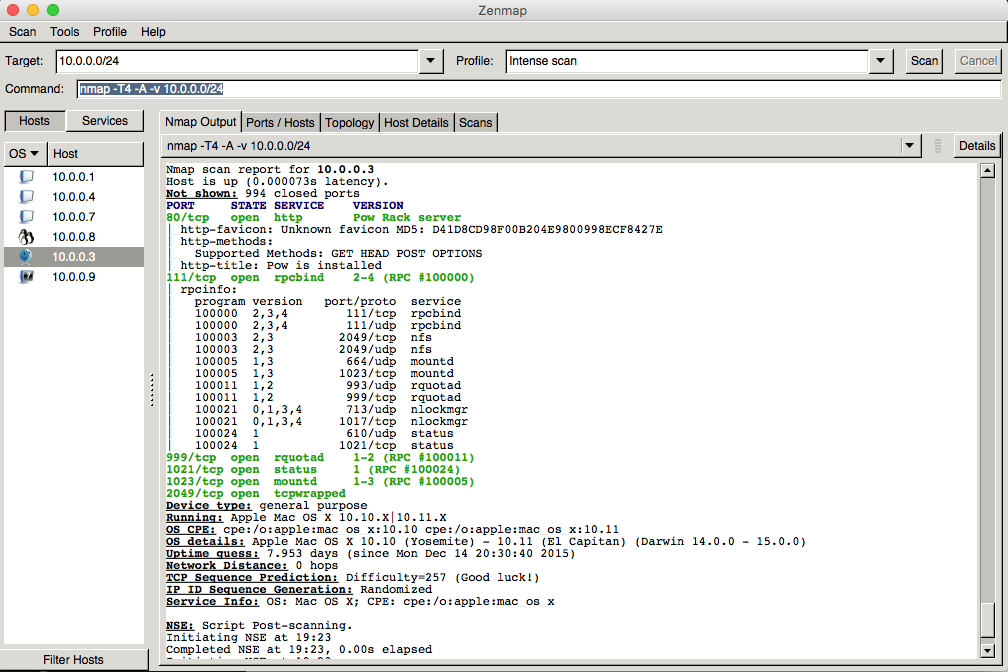 Zenmap
Scan Tools Profile Help
Target: 10.0.0.0/24 Profile: Intense scan Scan Cancel
Command: nmap -T4 -A -v 10.0.0.0/24
Hosts Services
OS Host
10.0.0.1
10.0.0.4
10.0.0.7
10.0.0.8
10.0.0.3
10.0.0.9
Filter Hosts
Nmap Output Ports / Hosts Topology Host Details Scans
nmap -T4 -A -v 10.0.0.0/24 Details
Nmap scan report for 10.0.0.3
Host is up (0.000073s latency).
Not shown: 994 closed ports
PORT     STATE SERVICE    VERSION
80/tcp   open  http       Pow Rack server
| http-favicon: Unknown favicon MD5: D41D8CD98F00B204E9800998ECF8427E
| http-methods:
|   Supported Methods: GET HEAD POST OPTIONS
| http-title: Pow is installed
111/tcp  open  rpcbind    2-4 (RPC #100000)
| rpcinfo:
|   program version   port/proto  service
|   100000  2,3,4        111/tcp  rpcbind
|   100000  2,3,4        111/udp  rpcbind
|   100003  2,3         2049/tcp  nfs
|   100003  2,3         2049/udp  nfs
|   100005  1,3          664/udp  mountd
|   100005  1,3         1023/tcp  mountd
|   100011  1,2          993/udp  rquotad
|   100011  1,2          999/tcp  rquotad
|   100021  0,1,3,4      713/udp  nlockmgr
|   100021  0,1,3,4     1017/tcp  nlockmgr
|   100024  1            610/udp  status
|   100024  1           1021/tcp  status
999/tcp  open  rquotad    1-2 (RPC #100011)
1021/tcp open  status     1 (RPC #100024)
1023/tcp open  mountd     1-3 (RPC #100005)
2049/tcp open  tcpwrapped
Device type: general purpose
Running: Apple Mac OS X 10.10.X|10.11.X
OS CPE: cpe:/o:apple:mac_os_x:10.10 cpe:/o:apple:mac_os_x:10.11
OS details: Apple Mac OS X 10.10 (Yosemite) - 10.11 (El Capitan) (Darwin 14.0.0 - 15.0.0)
Uptime guess: 7.953 days (since Mon Dec 14 20:30:40 2015)
Network Distance: 0 hops
TCP Sequence Prediction: Difficulty=257 (Good luck!)
IP ID Sequence Generation: Randomized
Service Info: OS: Mac OS X; CPE: cpe:/o:apple:mac_os_x
NSE: Script Post-scanning.
Initiating NSE at 19:23
Completed NSE at 19:23, 0.00s elapsed